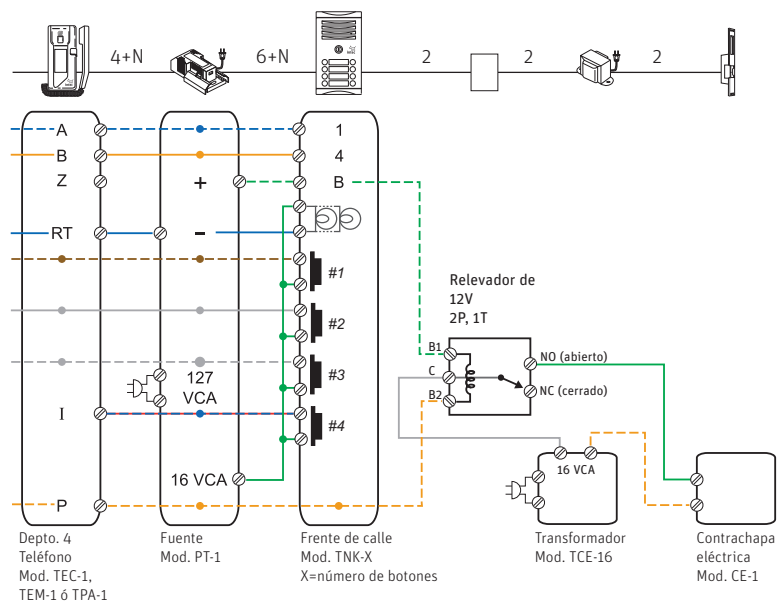 4+N
6+N
2
2
2
A
1
B
4
Z
+
B
RT
-
#1
#2
#3
127
VCA
I
#4
16 VCA
P
Relevador de
12V
2P, 1T
B1
C
B2
NO (abierto)
NC (cerrado)
16 VCA
Depto. 4
Teléfono
Mod. TEC-1,
TEM-1 ó TPA-1
Fuente
Mod. PT-1
Frente de calle
Mod. TNK-X
X=número de botones
Transformador
Mod. TCE-16
Contrachapa
eléctrica
Mod. CE-1